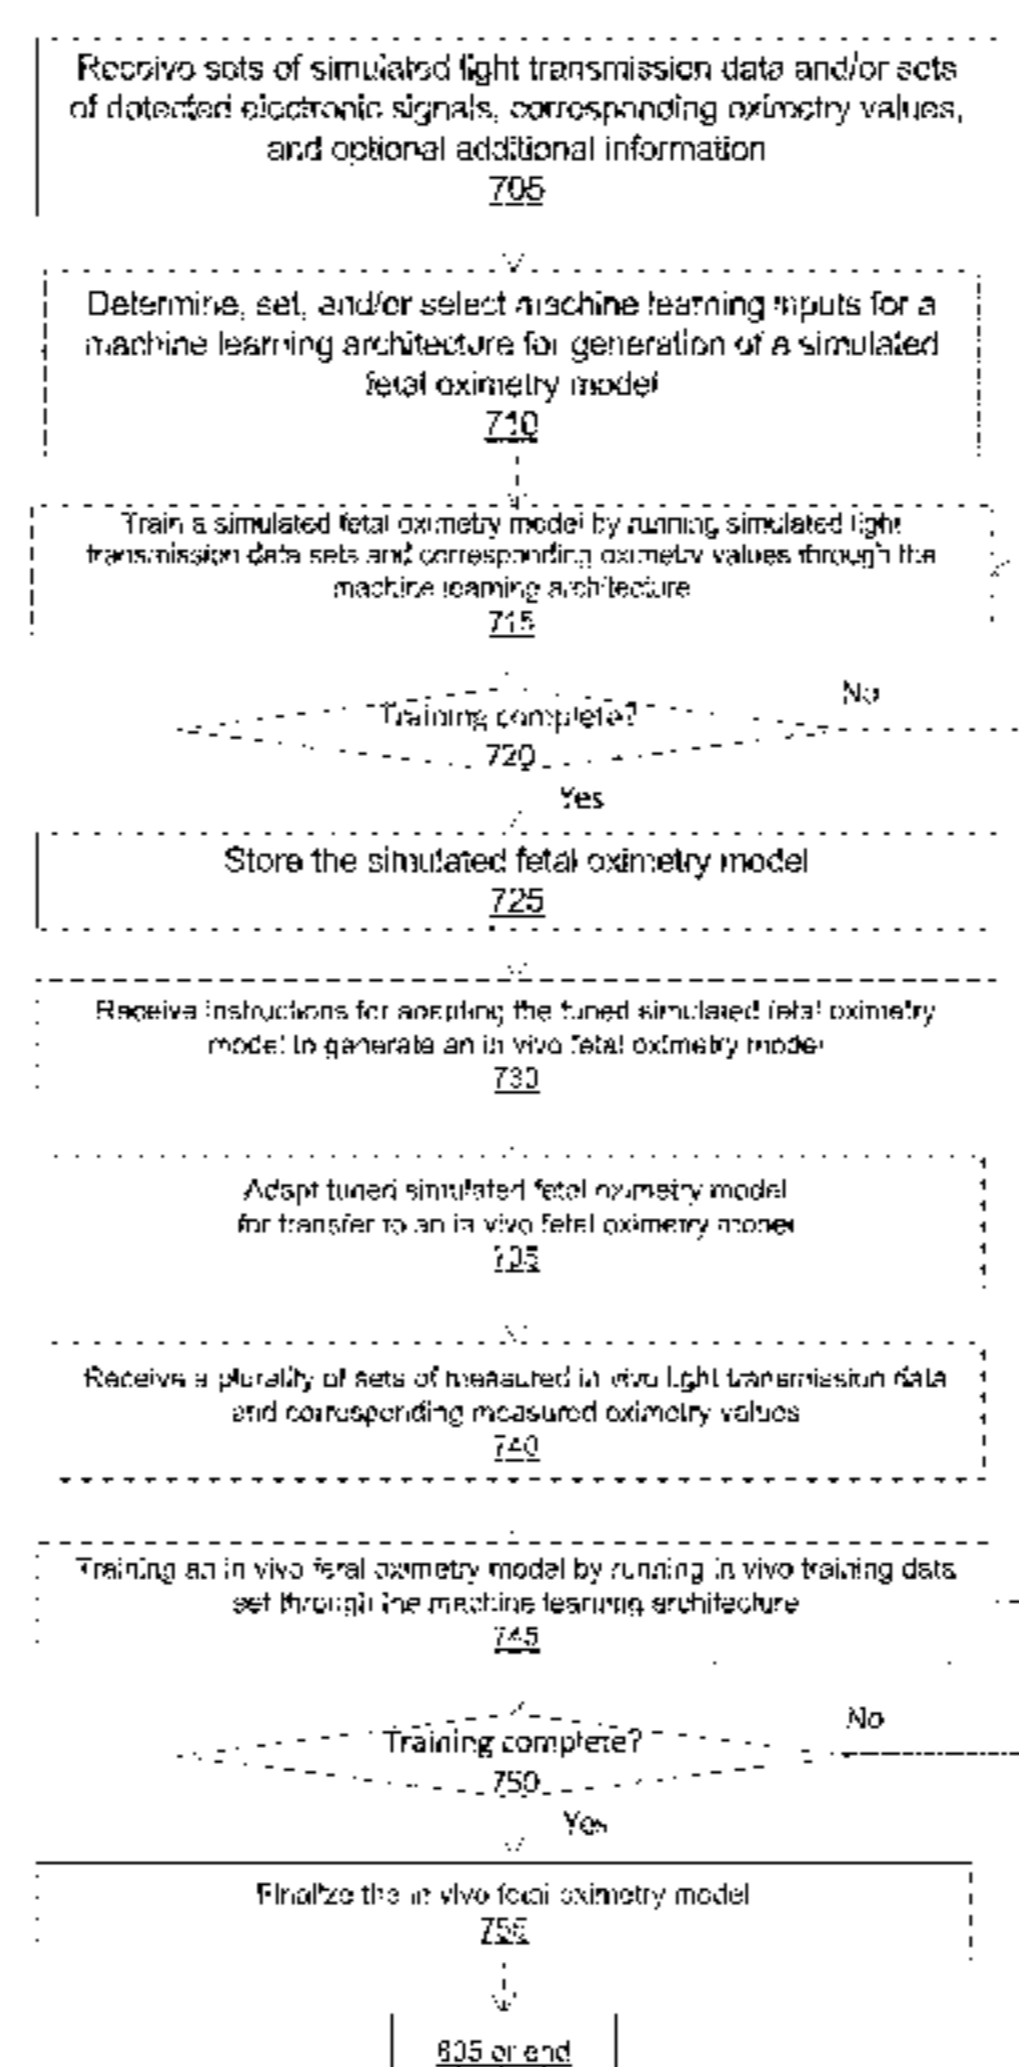 Receive sets of simulated light transmission data and/or sets
of detected electronic signals, corresponding oximetry values,
and optional additional information
705
Determine, set, and/or select machine learning inputs for a
machine learning architecture for generation of a simulated
fetal oximetry model
710
Train a simulated fetal oximetry model by running simulated light
transmission data sets and corresponding oximetry values through the
machine learning architecture
715
Training complete?
720
No
Yes
Store the simulated fetal oximetry model
725
Receive instructions for adapting the tuned simulated fetal oximetry
model to generate an in vivo fetal oximetry model
730
Adapt tuned simulated fetal oximetry model
for transfer to an in vivo fetal oximetry model
735
Receive a plurality of sets of measured in vivo light transmission data
and corresponding measured oximetry values
740
Training an in vivo fetal oximetry model by running in vivo training data
set through the machine learning architecture
745
Training complete?
750
No
Yes
Finalize the in vivo fetal oximetry model
755
805 or end